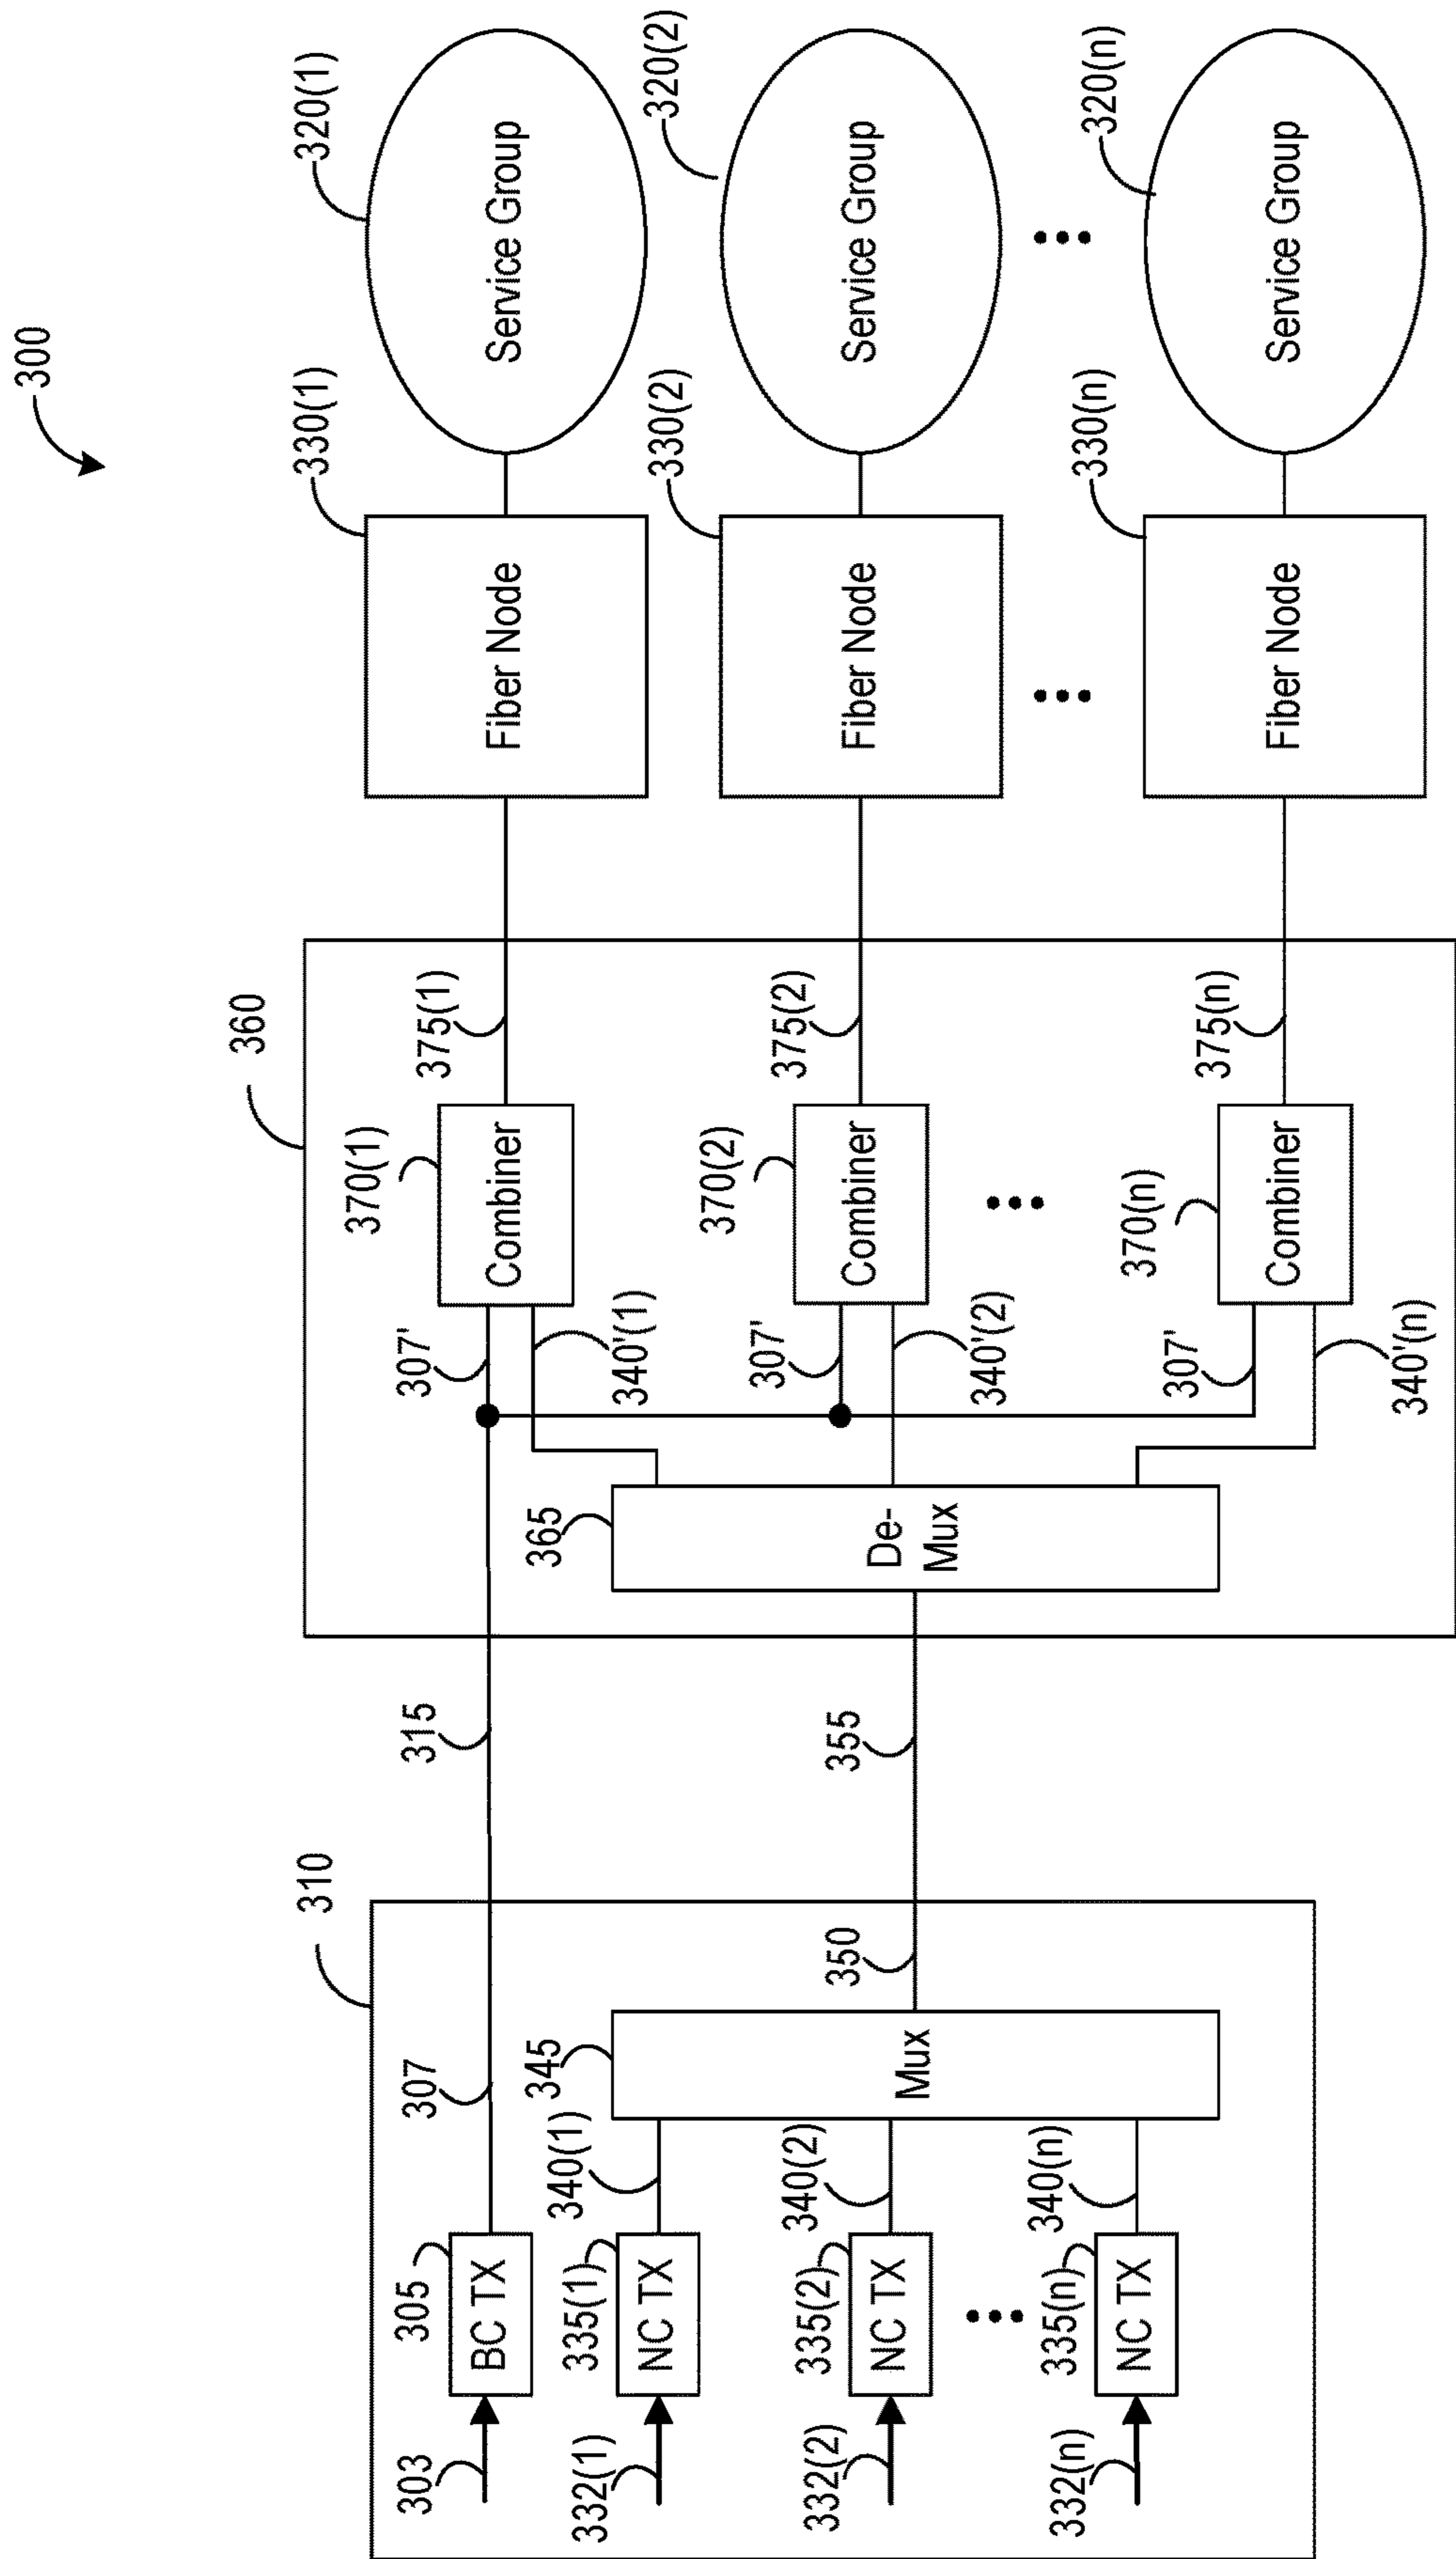 300
310
303
305
BC TX
307
315
332(1)
335(1)
NC TX
340(1)
332(2)
335(2)
NC TX
340(2)
332(n)
335(n)
NC TX
340(n)
345
Mux
350
355
360
365
De-
Mux
307'
340'(1)
370(1)
Combiner
375(1)
307'
340'(2)
370(2)
Combiner
375(2)
307'
340'(n)
370(n)
Combiner
375(n)
330(1)
Fiber Node
320(1)
Service Group
330(2)
Fiber Node
320(2)
Service Group
330(n)
Fiber Node
320(n)
Service Group